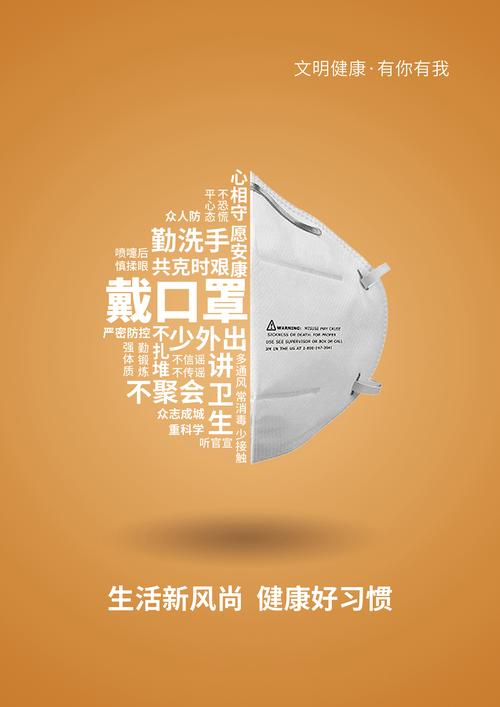 文明健康·有你有我
心相守
愿安康
平心态
不恐慌
众人防
勤洗手
喷嚏后
慎揉眼
共克时艰
戴口罩
严密防控
不扎堆
少外出
强体质
勤锻炼
不信谣
不传谣
讲卫生
多通风
常消毒
少接触
不聚会
众志成城
重科学
听官宣
WARNING: MISUSE MAY CAUSE
SICKNESS OR DEATH. FOR PROPER
USE SEE SUPERVISOR OR BOX OR CALL
3M IN THE US AT 1-800-247-3941
生活新风尚 健康好习惯